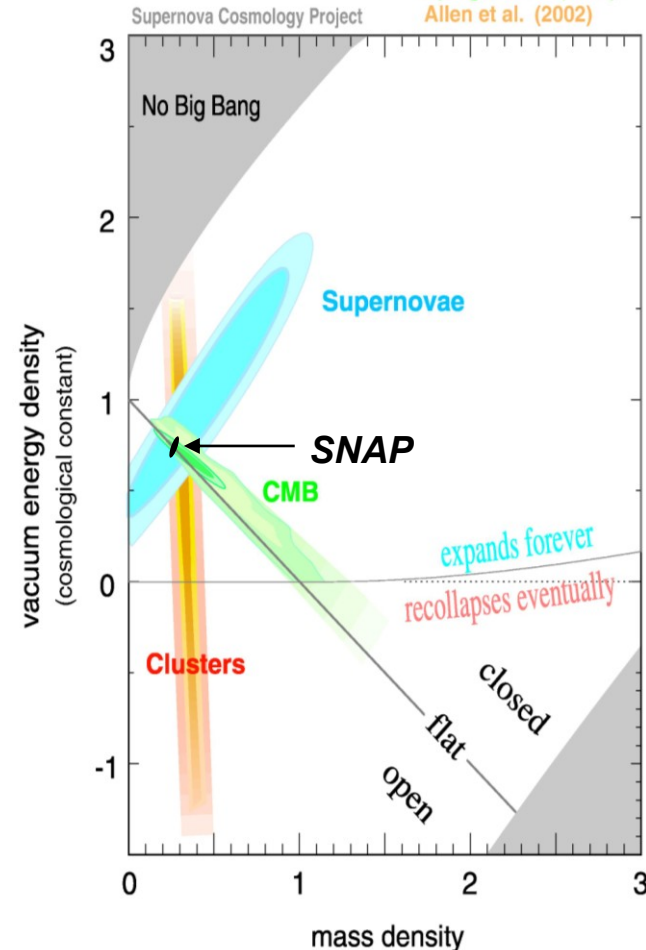 Supernova Cosmology Project
Allen et al. (2002)
3
No Big Bang
2
Supernovae
vacuum energy density
(cosmological constant)
1
SNAP
CMB
expands forever
0
recollapses eventually
Clusters
closed
flat
-1
open
0
1
2
3
mass density